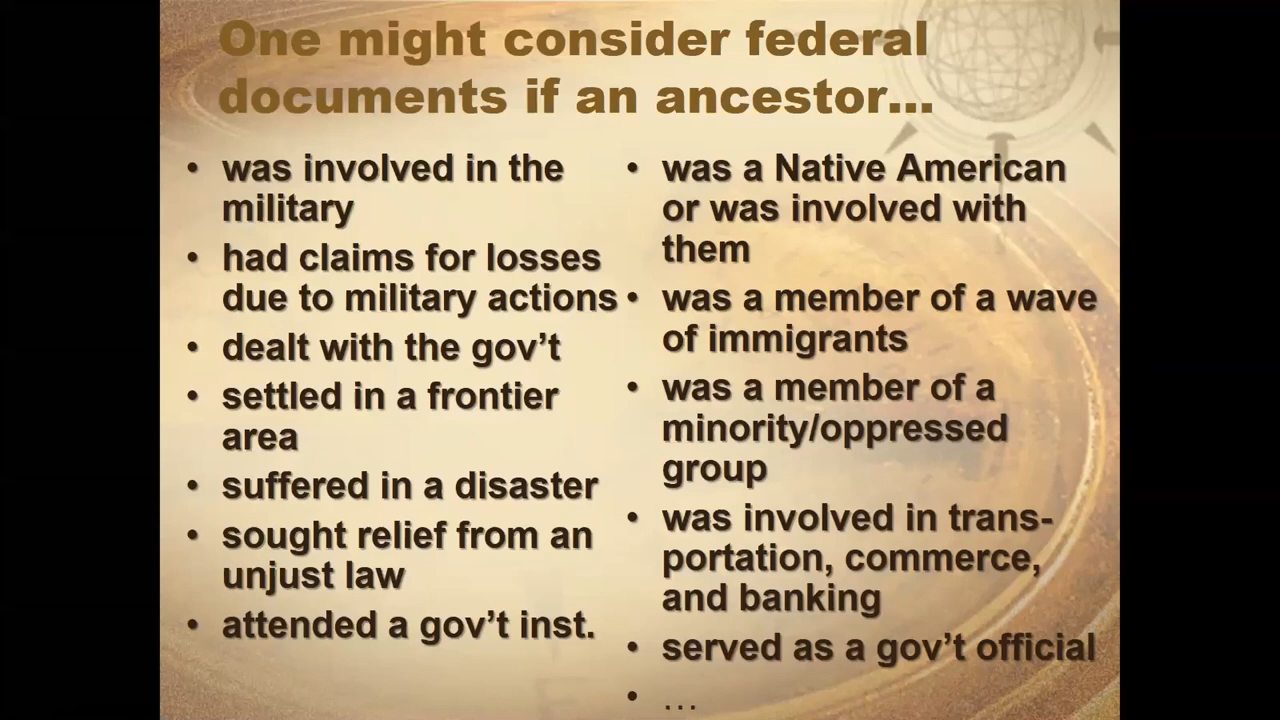 One might consider federal
documents if an ancestor...
• was involved in the
military
• had claims for losses
due to military actions
• dealt with the gov’t
• settled in a frontier
area
• suffered in a disaster
• sought relief from an
unjust law
• attended a gov’t inst.
• was a Native American
or was involved with
them
• was a member of a wave
of immigrants
• was a member of a
minority/oppressed
group
• was involved in trans-
portation, commerce,
and banking
• served as a gov’t official
• ...